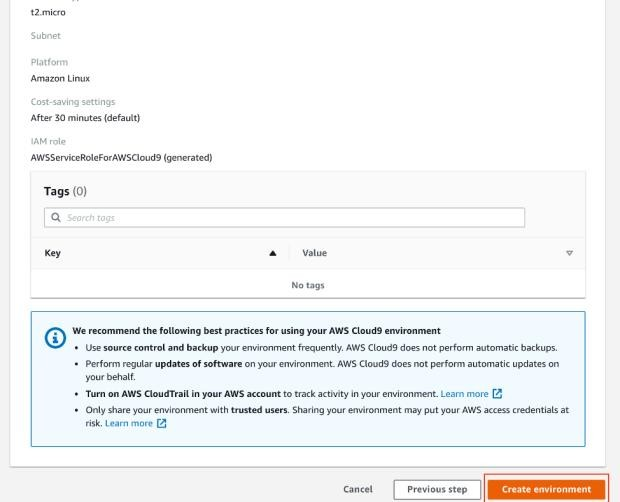 t2.micro
Subnet
Platform
Amazon Linux
Cost-saving settings
After 30 minutes (default)
IAM role
AWSServiceRoleForAWSCloud9 (generated)
Tags (0)
Search tags
Key Value
No tags
We recommend the following best practices for using your AWS Cloud9 environment
• Use source control and backup your environment frequently. AWS Cloud9 does not perform automatic backups.
• Perform regular updates of software on your environment. AWS Cloud9 does not perform automatic updates on
your behalf.
• Turn on AWS CloudTrail in your AWS account to track activity in your environment. Learn more
• Only share your environment with trusted users. Sharing your environment may put your AWS access credentials at
risk. Learn more
Cancel Previous step Create environment